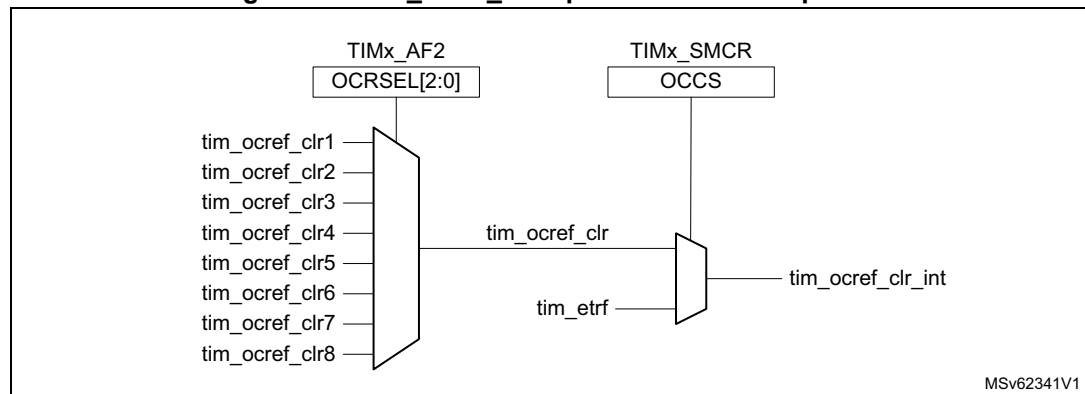 TIMx_AF2
TIMx_SMCR
OCRSEL[2:0]
OCCS
tim_ocref_clr1
tim_ocref_clr2
tim_ocref_clr3
tim_ocref_clr4
tim_ocref_clr
tim_ocref_clr5
tim_ocref_clr_int
tim_ocref_clr6
tim_etrf
tim_ocref_clr7
tim_ocref_clr8
MSv62341V1